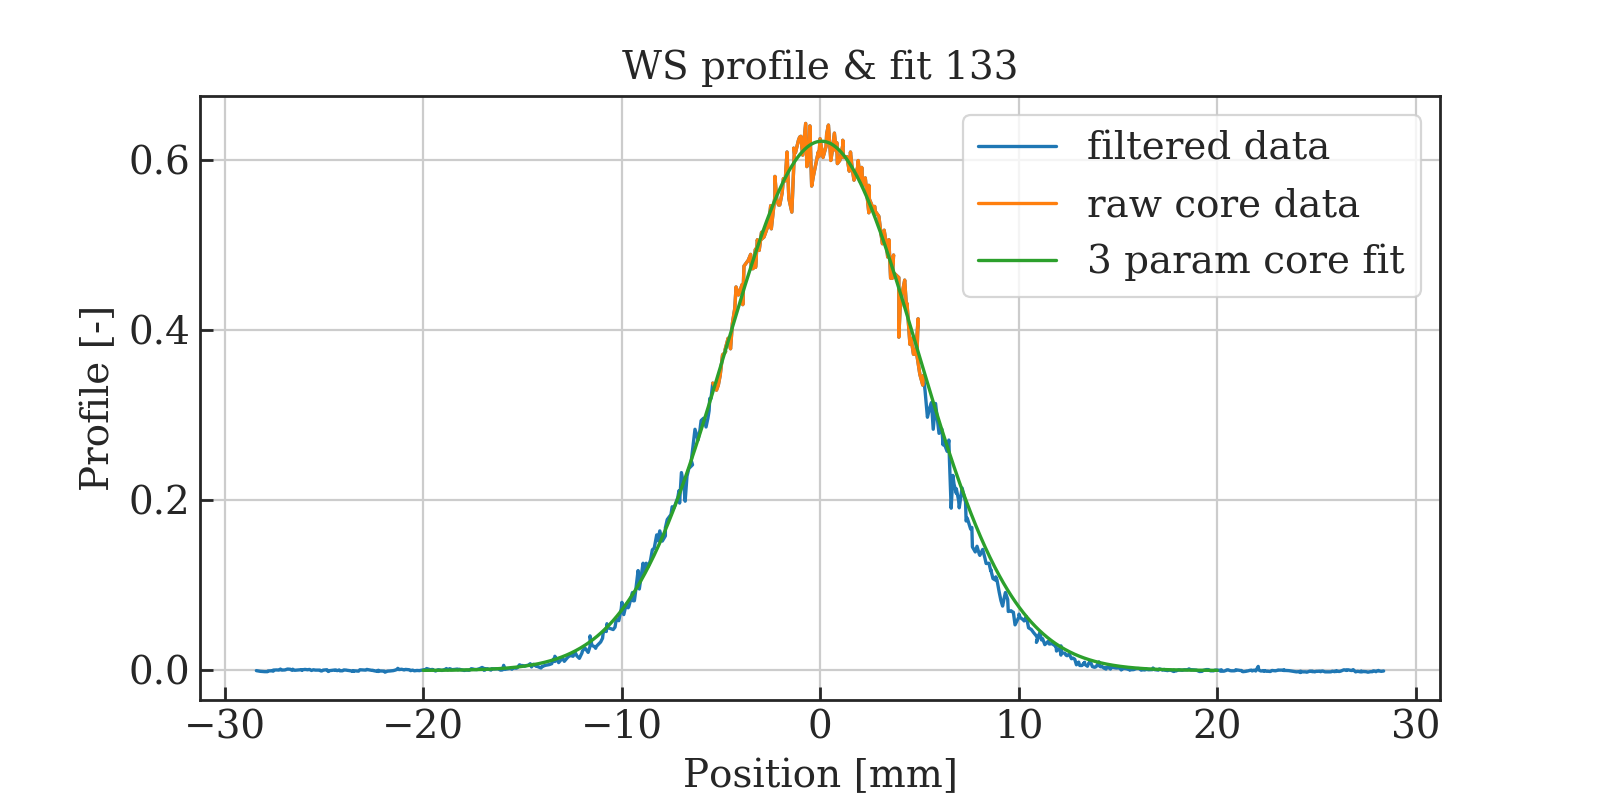 WS profile & fit 133
filtered data
raw core data
3 param core fit
Profile [-]
0.6
0.4
0.2
0.0
−30
−20
−10
0
10
20
30
Position [mm]